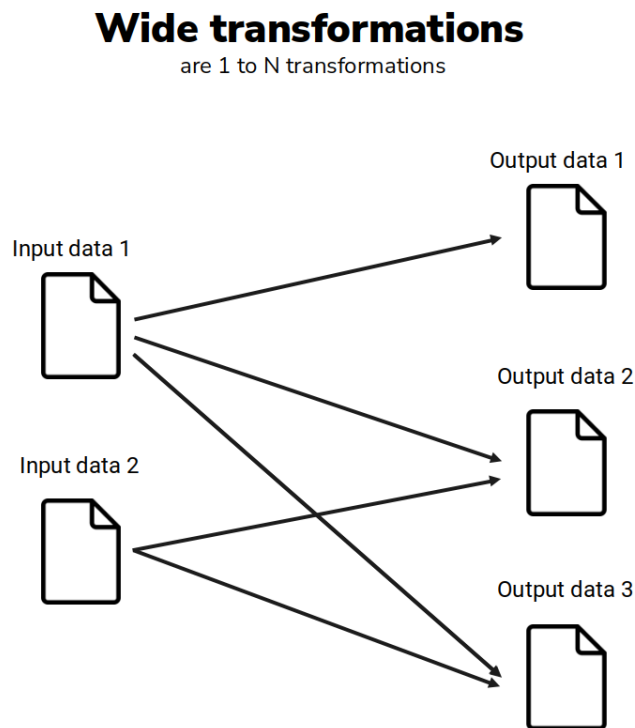 Wide transformations
are 1 to N transformations
Output data 1
Input data 1
Output data 2
Input data 2
Output data 3